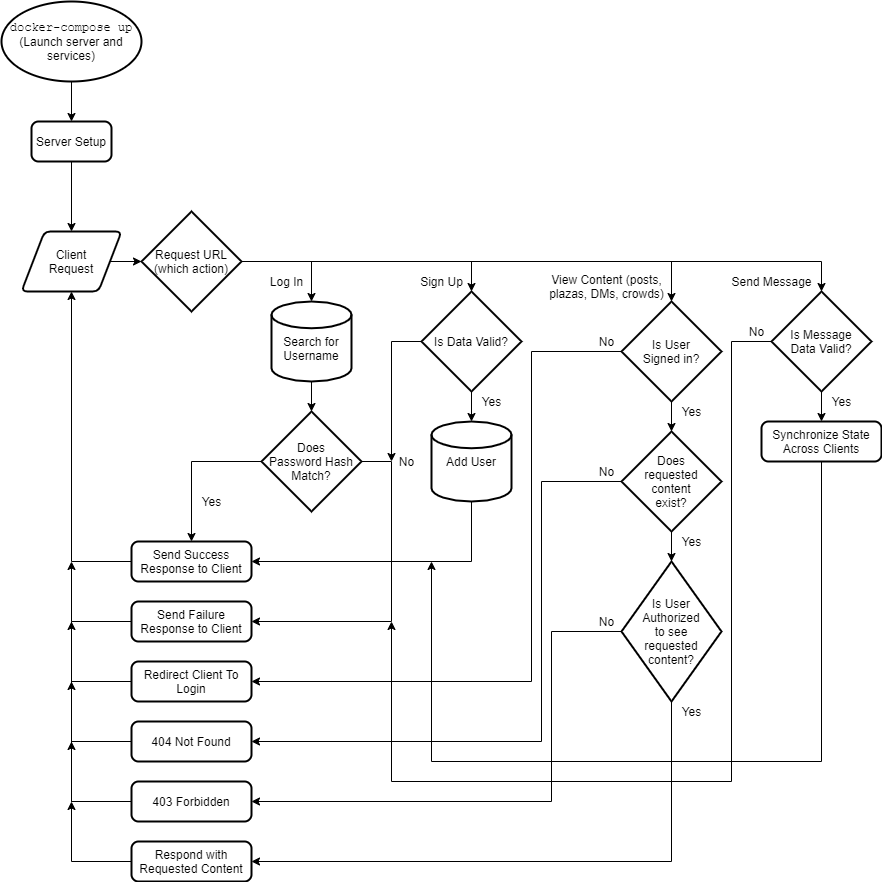 docker-compose up
(Launch server and
services)
Server Setup
Client
Request
Request URL
(which action)
Log In
Sign Up
View Content (posts,
plazas, DMs, crowds)
Send Message
Search for
Username
Is Data Valid?
No
Is User
Signed in?
No
Is Message
Data Valid?
Yes
Yes
Yes
Does
Password Hash
Match?
No
Add User
Synchronize State
Across Clients
No
Does
requested
content
exist?
Yes
Yes
Send Success
Response to Client
Send Failure
Response to Client
No
Is User
Authorized
to see
requested
content?
Yes
Redirect Client To
Login
404 Not Found
403 Forbidden
Respond with
Requested Content